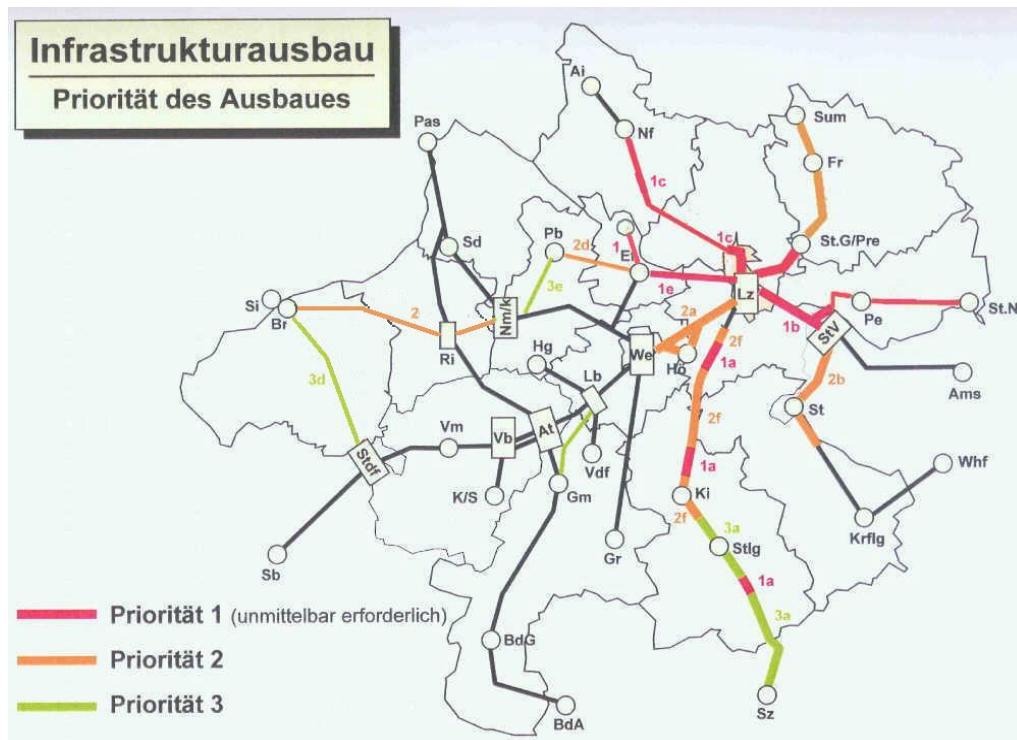 Infrastrukturausbau
Priorität des Ausbaues
Ai
Nf
Sum
Pas
Fr
1c
Sd
Pb
2d
1
Ef
1c
St.G/Pre
3e
1e
Lz
Si
Br
2
Nm/k
2a
1b
Pe
St.N
StV
Ri
We
Hö
2f
1a
Hg
Lb
2b
Ams
3d
2f
St
At
Vm
Vb
Stdf
Vdf
1a
Whf
K/S
Gm
Ki
2f
3a
Krflg
Gr
Stlg
Sb
1a
3a
Priorität 1 (unmittelbar erforderlich)
BdG
Priorität 2
Priorität 3
BdA
Sz